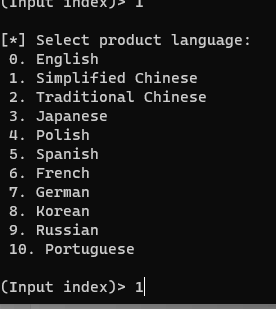 (Input index)> 1
[*] Select product language:
0. English
1. Simplified Chinese
2. Traditional Chinese
3. Japanese
4. Polish
5. Spanish
6. French
7. German
8. Korean
9. Russian
10. Portuguese
(Input index)> 1